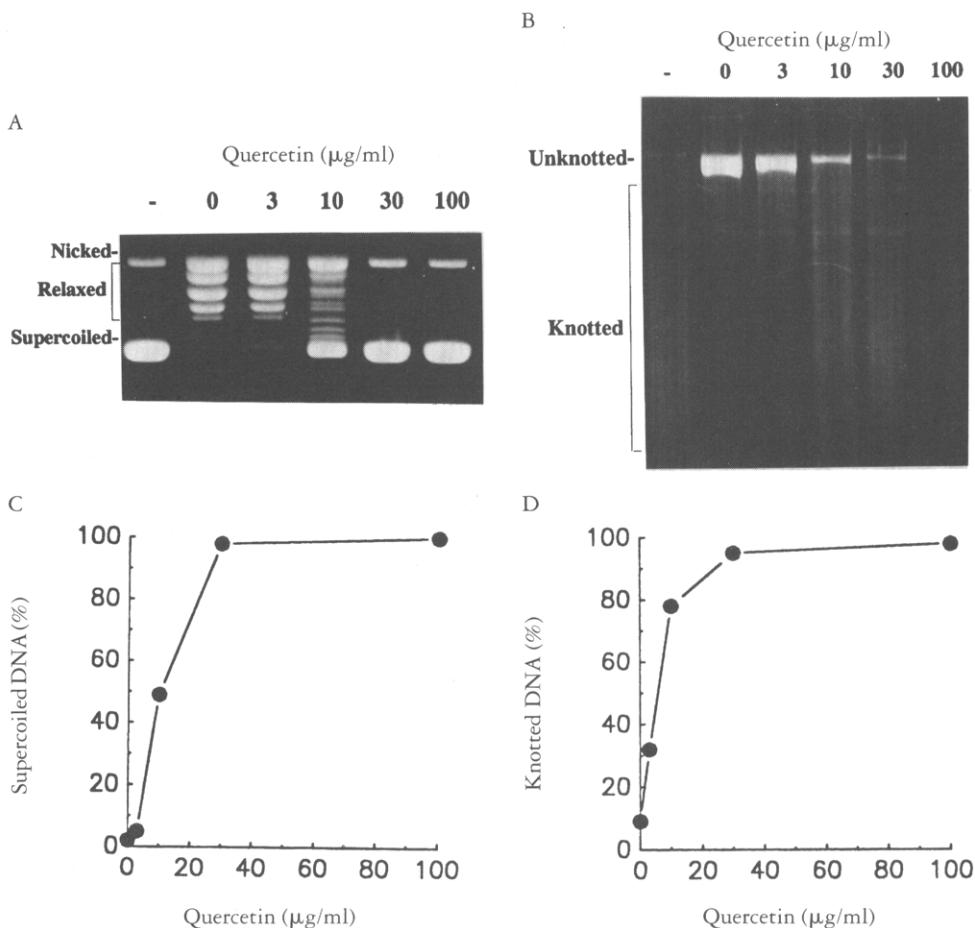 A
Quercetin (μg/ml)
- 0 3 10 30 100
Nicked-
Relaxed
Supercoiled-
B
Quercetin (μg/ml)
- 0 3 10 30 100
Unknotted-
Knotted
C
Supercoiled DNA (%)
100
80
60
40
20
0
0 20 40 60 80 100
Quercetin (μg/ml)
D
Knotted DNA (%)
100
80
60
40
20
0
0 20 40 60 80 100
Quercetin (μg/ml)